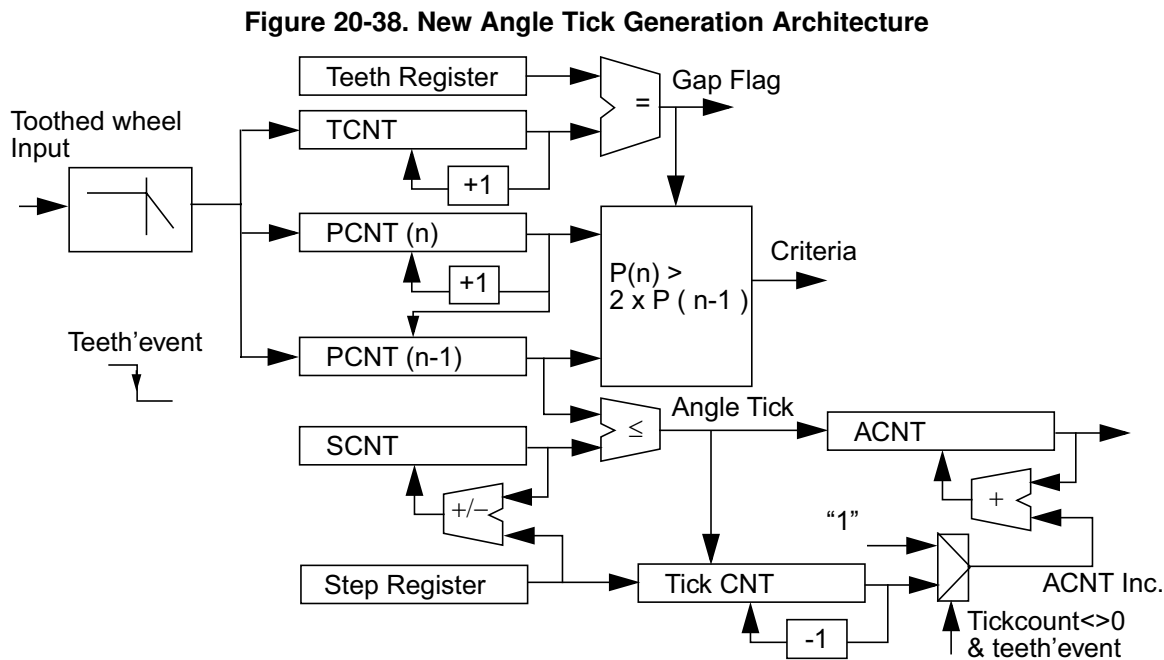 Figure 20-38. New Angle Tick Generation Architecture
Teeth Register
Gap Flag
=
Toothed wheel
Input
TCNT
+1
PCNT (n)
+1
P(n) >
2 x P ( n-1 )
Criteria
Teeth'event
PCNT (n-1)
Angle Tick
≤
SCNT
ACNT
+/−
+
“1”
Step Register
Tick CNT
ACNT Inc.
-1
Tickcount<>0
& teeth'event